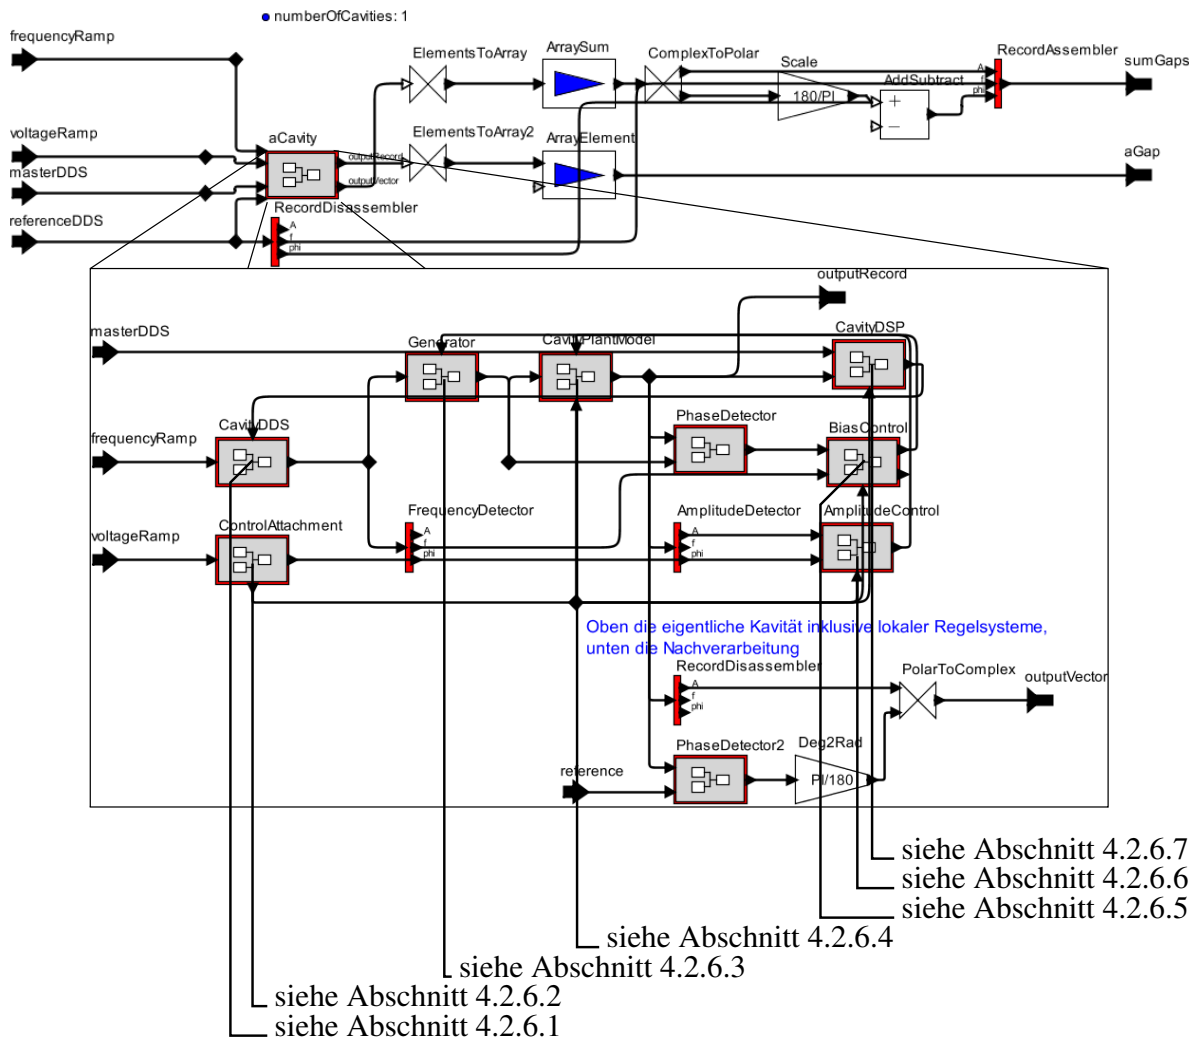 numberOfCavities: 1
frequencyRamp
ElementsToArray
ArraySum
ComplexToPolar
Scale
RecordAssembler
sumGaps
A
f
phi
180/PI
AddSubtract
+
−
voltageRamp
aCavity
ElementsToArray2
ArrayElement
outputRecord
outputVector
masterDDS
aGap
referenceDDS
RecordDisassembler
A
f
phi
outputRecord
masterDDS
Generator
CavityPlantModel
CavityDSP
CavityDDS
PhaseDetector
BiasControl
frequencyRamp
ControlAttachment
FrequencyDetector
AmplitudeDetector
AmplitudeControl
voltageRamp
A
f
phi
A
f
phi
Oben die eigentliche Kavität inklusive lokaler Regelsysteme,
unten die Nachverarbeitung
RecordDisassembler
A
f
phi
PolarToComplex
outputVector
PhaseDetector2
Deg2Rad
reference
PI/180
siehe Abschnitt 4.2.6.7
siehe Abschnitt 4.2.6.6
siehe Abschnitt 4.2.6.5
siehe Abschnitt 4.2.6.4
siehe Abschnitt 4.2.6.3
siehe Abschnitt 4.2.6.2
siehe Abschnitt 4.2.6.1